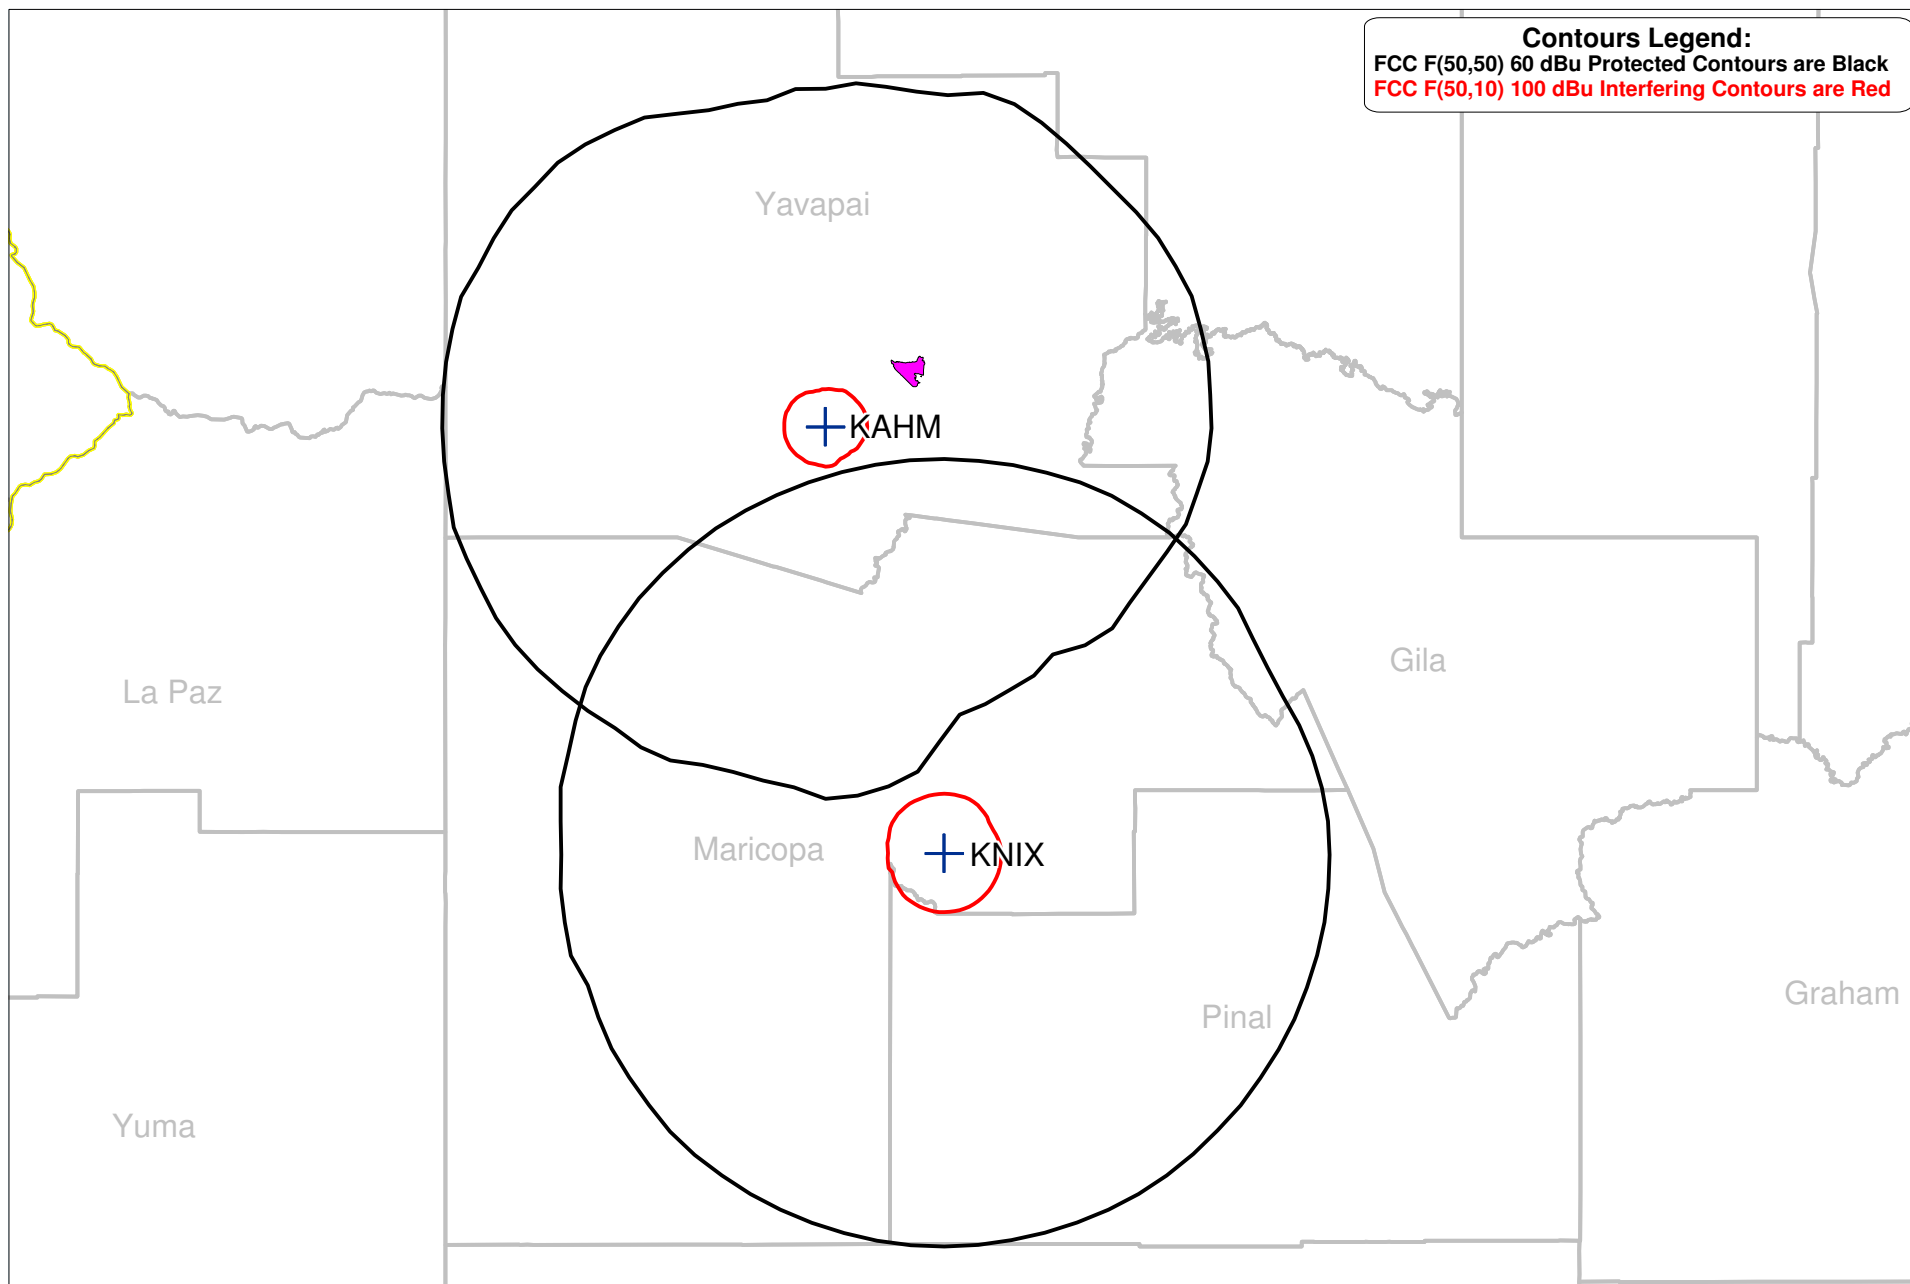 Contours Legend:
FCC F(50,50) 60 dBu Protected Contours are Black
FCC F(50,10) 100 dBu Interfering Contours are Red
Yavapai
KAHM
Gila
La Paz
Maricopa
KNIX
Graham
Pinal
Yuma